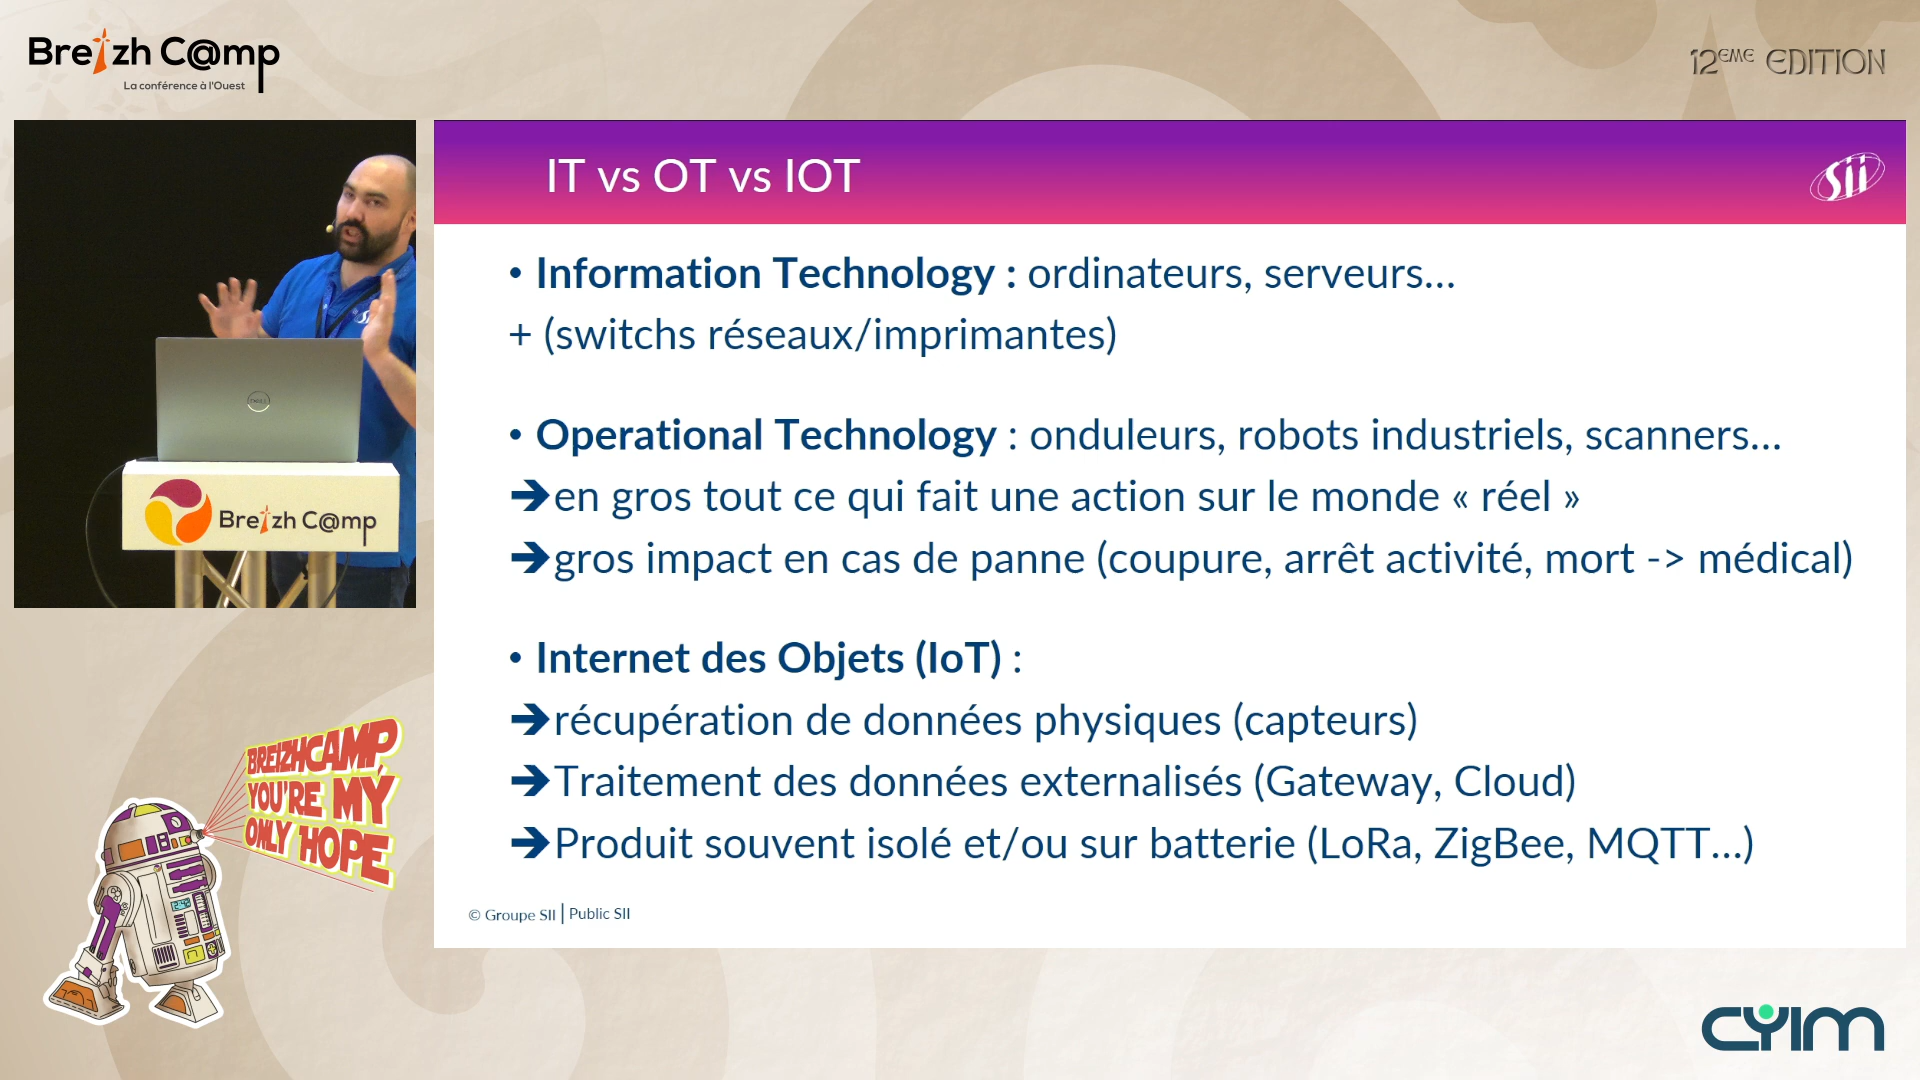 Breizh C@mp
La conférence à l'Ouest
12EME EDITION
IT vs OT vs IOT
sii
• Information Technology : ordinateurs, serveurs...
+ (switchs réseaux/imprimantes)
• Operational Technology : onduleurs, robots industriels, scanners...
➔en gros tout ce qui fait une action sur le monde « réel »
➔gros impact en cas de panne (coupure, arrêt activité, mort -> médical)
• Internet des Objets (IoT) :
➔récupération de données physiques (capteurs)
➔Traitement des données externalisés (Gateway, Cloud)
➔Produit souvent isolé et/ou sur batterie (LoRa, ZigBee, MQTT...)
© Groupe SII | Public SII
DELL
Breizh C@mp
BREIZHCAMP
YOU'RE MY
ONLY HOPE
CYIM